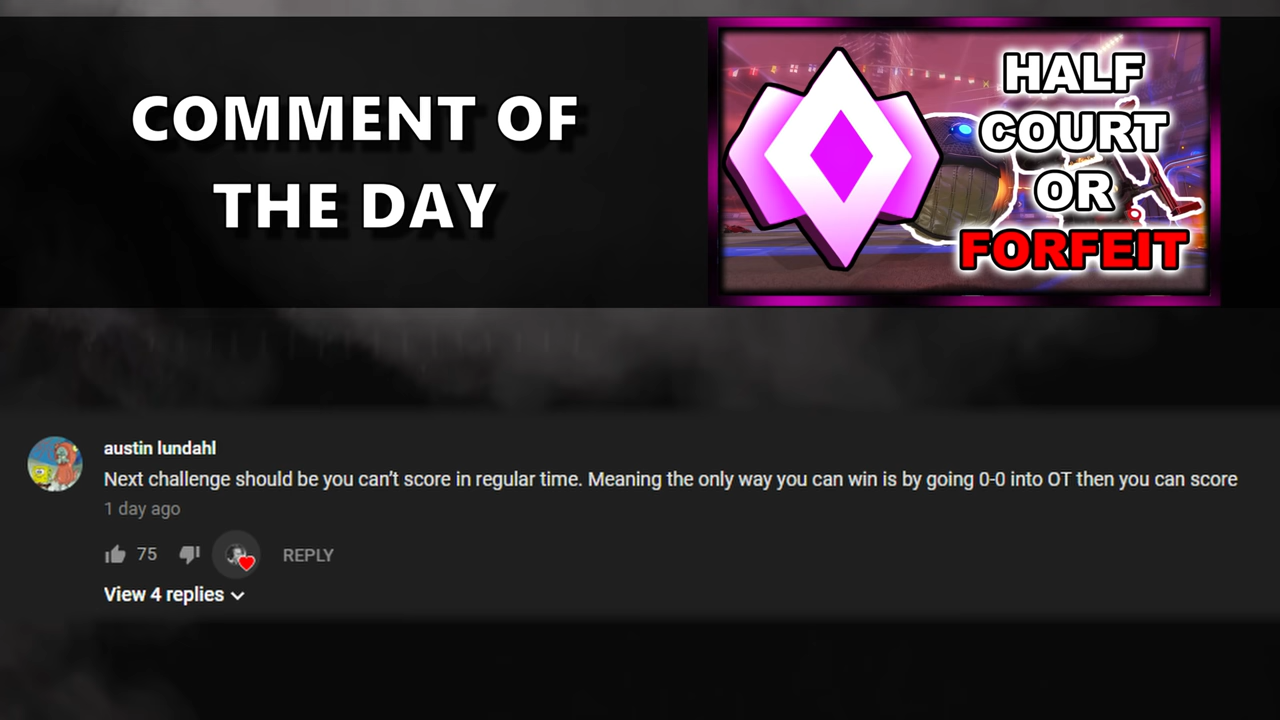 COMMENT OF
THE DAY
HALF
COURT
OR
FORFEIT
austin lundahl
Next challenge should be you can't score in regular time. Meaning the only way you can win is by going 0-0 into OT then you can score
1 day ago
75
REPLY
View 4 replies